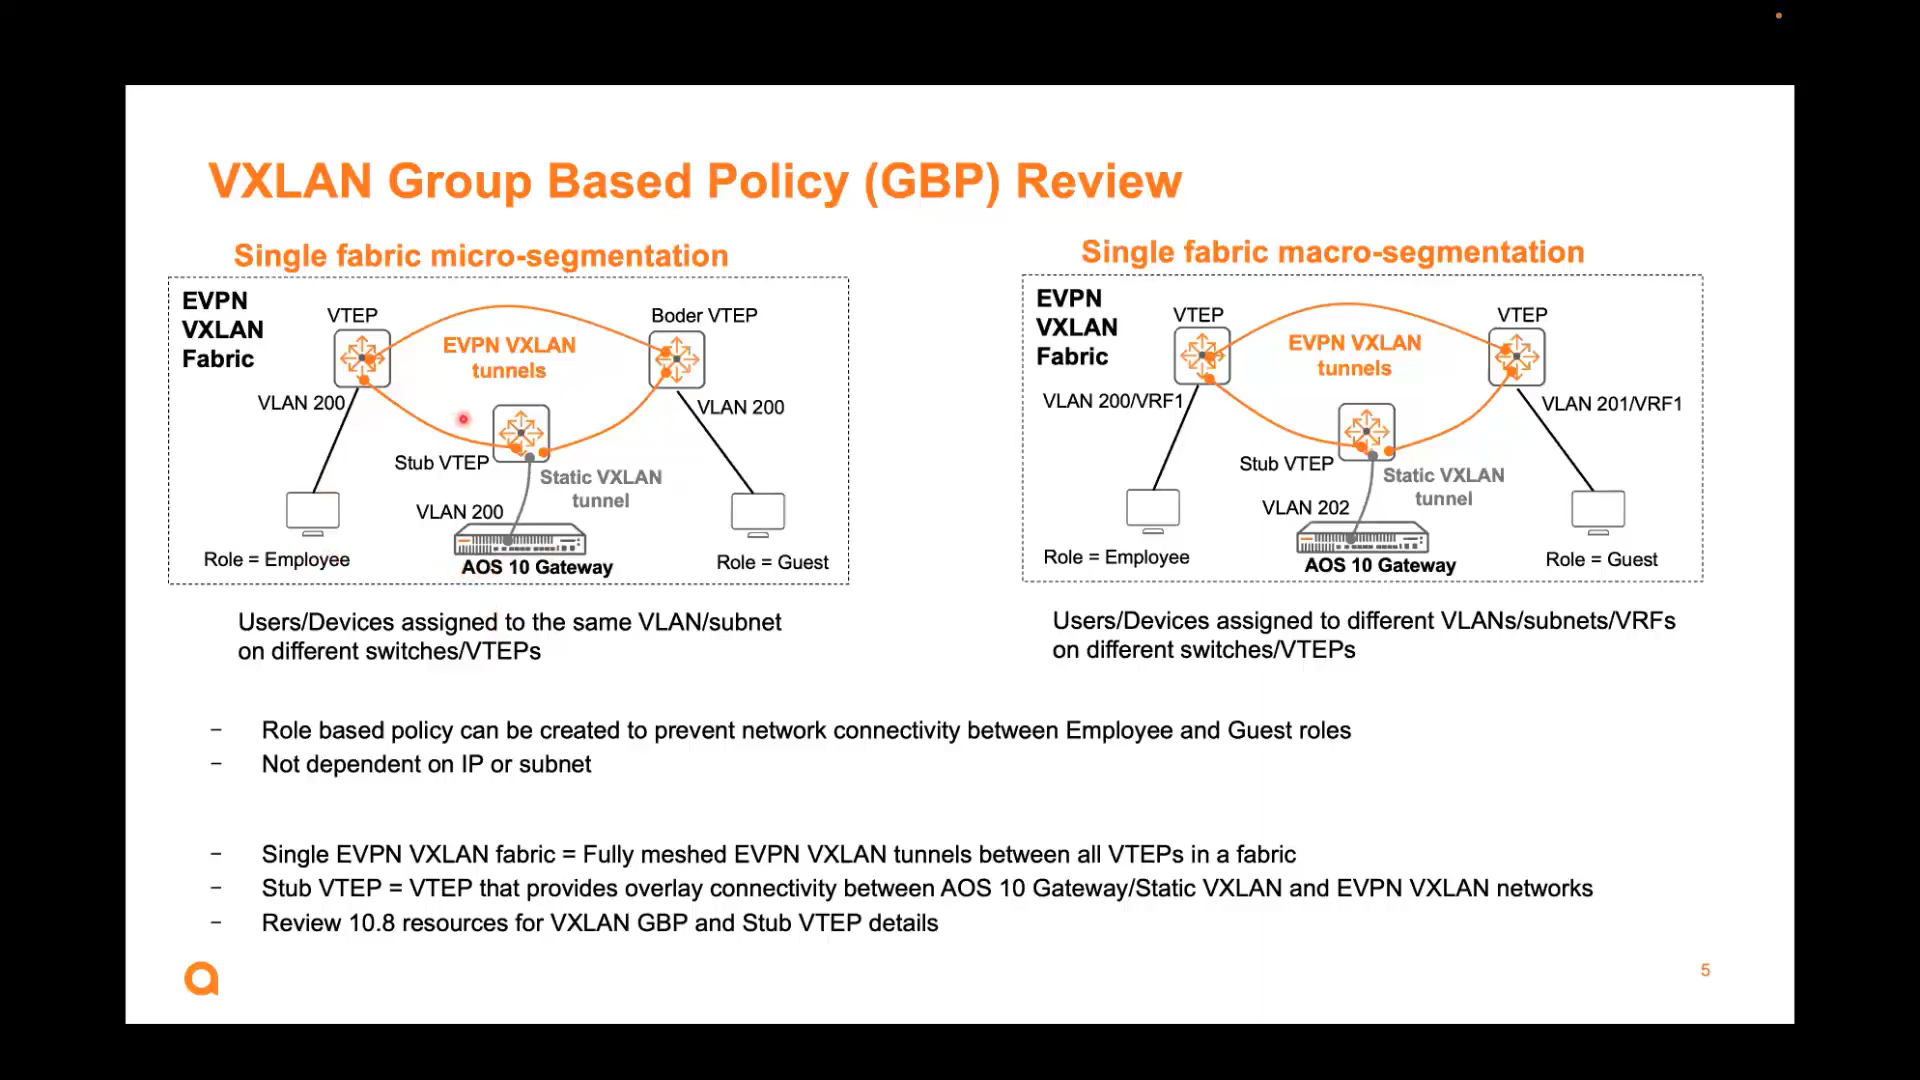 VXLAN Group Based Policy (GBP) Review
Single fabric micro-segmentation
EVPN
VXLAN
Fabric
VTEP
Boder VTEP
EVPN VXLAN
tunnels
VLAN 200
VLAN 200
Stub VTEP
Static VXLAN
tunnel
VLAN 200
Role = Employee
AOS 10 Gateway
Role = Guest
Users/Devices assigned to the same VLAN/subnet
on different switches/VTEPs
Single fabric macro-segmentation
EVPN
VXLAN
Fabric
VTEP
VTEP
EVPN VXLAN
tunnels
VLAN 200/VRF1
VLAN 201/VRF1
Stub VTEP
Static VXLAN
tunnel
VLAN 202
Role = Employee
AOS 10 Gateway
Role = Guest
Users/Devices assigned to different VLANs/subnets/VRFs
on different switches/VTEPs
– Role based policy can be created to prevent network connectivity between Employee and Guest roles
– Not dependent on IP or subnet
– Single EVPN VXLAN fabric = Fully meshed EVPN VXLAN tunnels between all VTEPs in a fabric
– Stub VTEP = VTEP that provides overlay connectivity between AOS 10 Gateway/Static VXLAN and EVPN VXLAN networks
– Review 10.8 resources for VXLAN GBP and Stub VTEP details
5